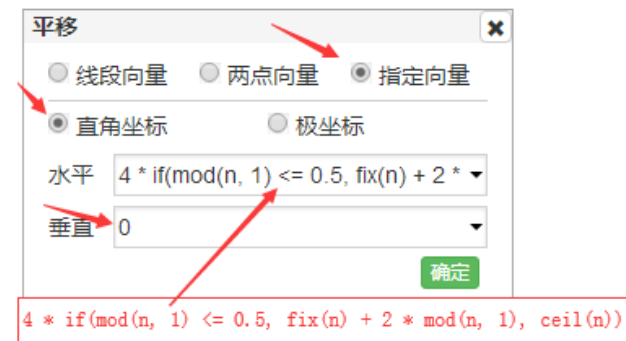 平移
线段向量 两点向量 指定向量
直角坐标 极坐标
水平 4 * if(mod(n, 1) <= 0.5, fix(n) + 2 *
垂直 0
确定
4 * if(mod(n, 1) <= 0.5, fix(n) + 2 * mod(n, 1), ceil(n))